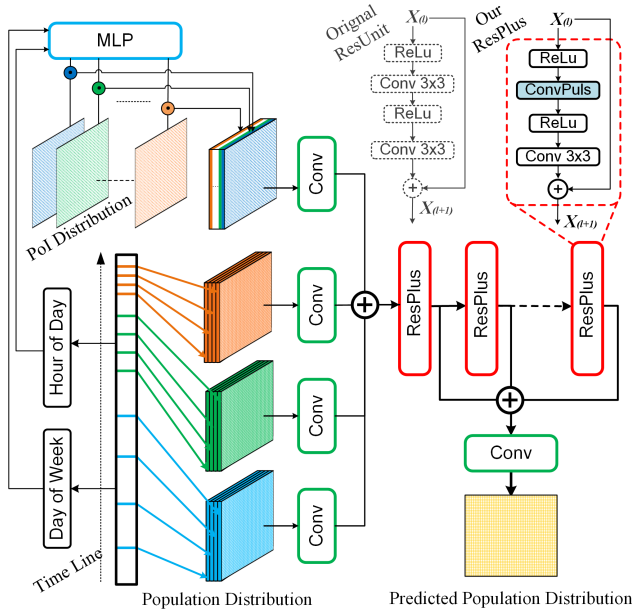 MLP
PoI Distribution
Conv
Hour of Day
Day of Week
Time Line
Conv
Conv
Conv
Population Distribution
Orignal
ResUnit
X(l)
ReLu
Conv 3x3
ReLu
Conv 3x3
X(l+1)
Our
ResPlus
X(l)
ReLu
ConvPuls
ReLu
Conv 3x3
X(l+1)
ResPlus
ResPlus
ResPlus
Conv
Predicted Population Distribution